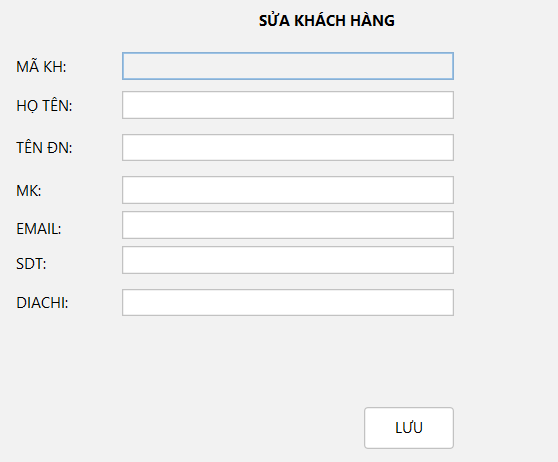 SỬA KHÁCH HÀNG
MÃ KH:
HỌ TÊN:
TÊN ĐN:
MK:
EMAIL:
SDT:
DIACHI:
LƯU